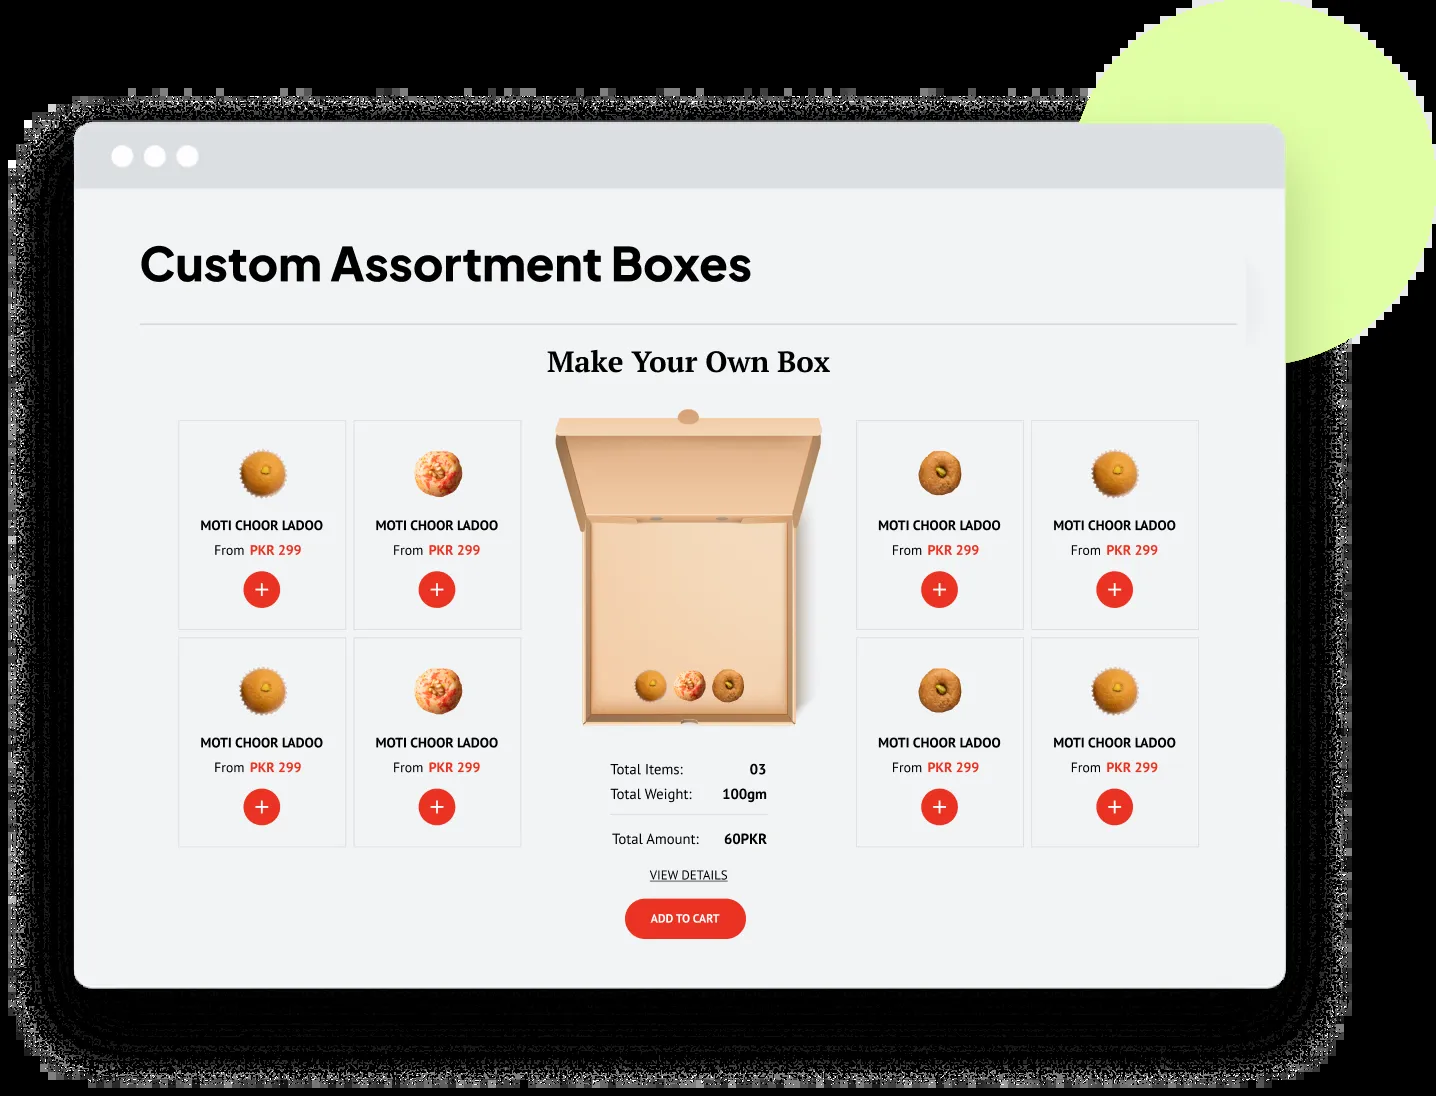 Custom Assortment Boxes
Make Your Own Box
MOTI CHOOR LADOO
From PKR 299
+
MOTI CHOOR LADOO
From PKR 299
+
MOTI CHOOR LADOO
From PKR 299
+
MOTI CHOOR LADOO
From PKR 299
+
MOTI CHOOR LADOO
From PKR 299
+
MOTI CHOOR LADOO
From PKR 299
+
MOTI CHOOR LADOO
From PKR 299
+
MOTI CHOOR LADOO
From PKR 299
+
Total Items: 03
Total Weight: 100gm
Total Amount: 60PKR
VIEW DETAILS
ADD TO CART